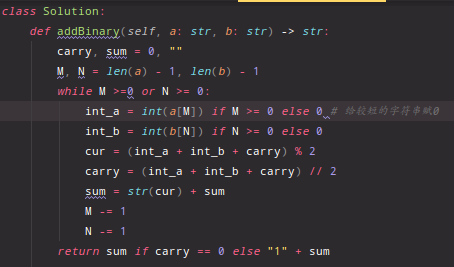 class Solution:
def addBinary(self, a: str, b: str) -> str:
carry, sum = 0, ""
M, N = len(a) - 1, len(b) - 1
while M >=0 or N >= 0:
int_a = int(a[M]) if M >= 0 else 0 # 给较短的字符串赋0
int_b = int(b[N]) if N >= 0 else 0
cur = (int_a + int_b + carry) % 2
carry = (int_a + int_b + carry) // 2
sum = str(cur) + sum
M -= 1
N -= 1
return sum if carry == 0 else "1" + sum